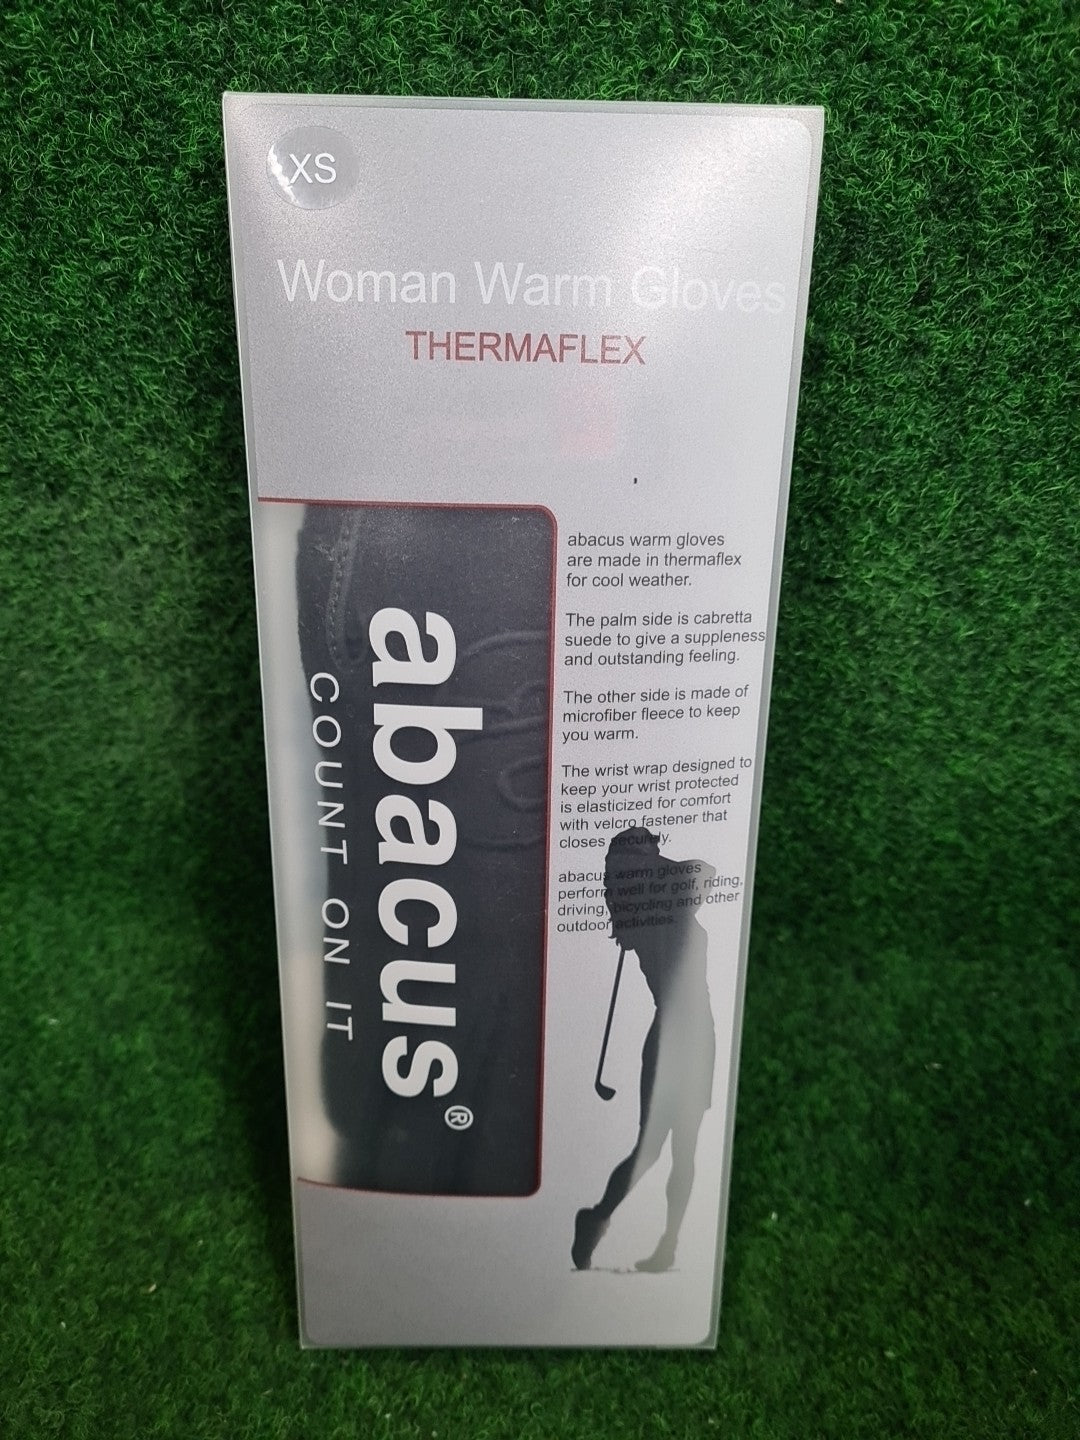 XS
Woman Warm Gloves
THERMAFLEX
abacus®
COUNT ON IT
abacus warm gloves
are made in thermaflex
for cool weather.
The palm side is cabretta
suede to give a suppleness
and outstanding feeling.
The other side is made of
microfiber fleece to keep
you warm.
The wrist wrap designed to
keep your wrist protected
is elasticized for comfort
with velcro fastener that
closes securely.
abacus warm gloves
perform well for golf, riding,
driving, bicycling and other
outdoor activities.